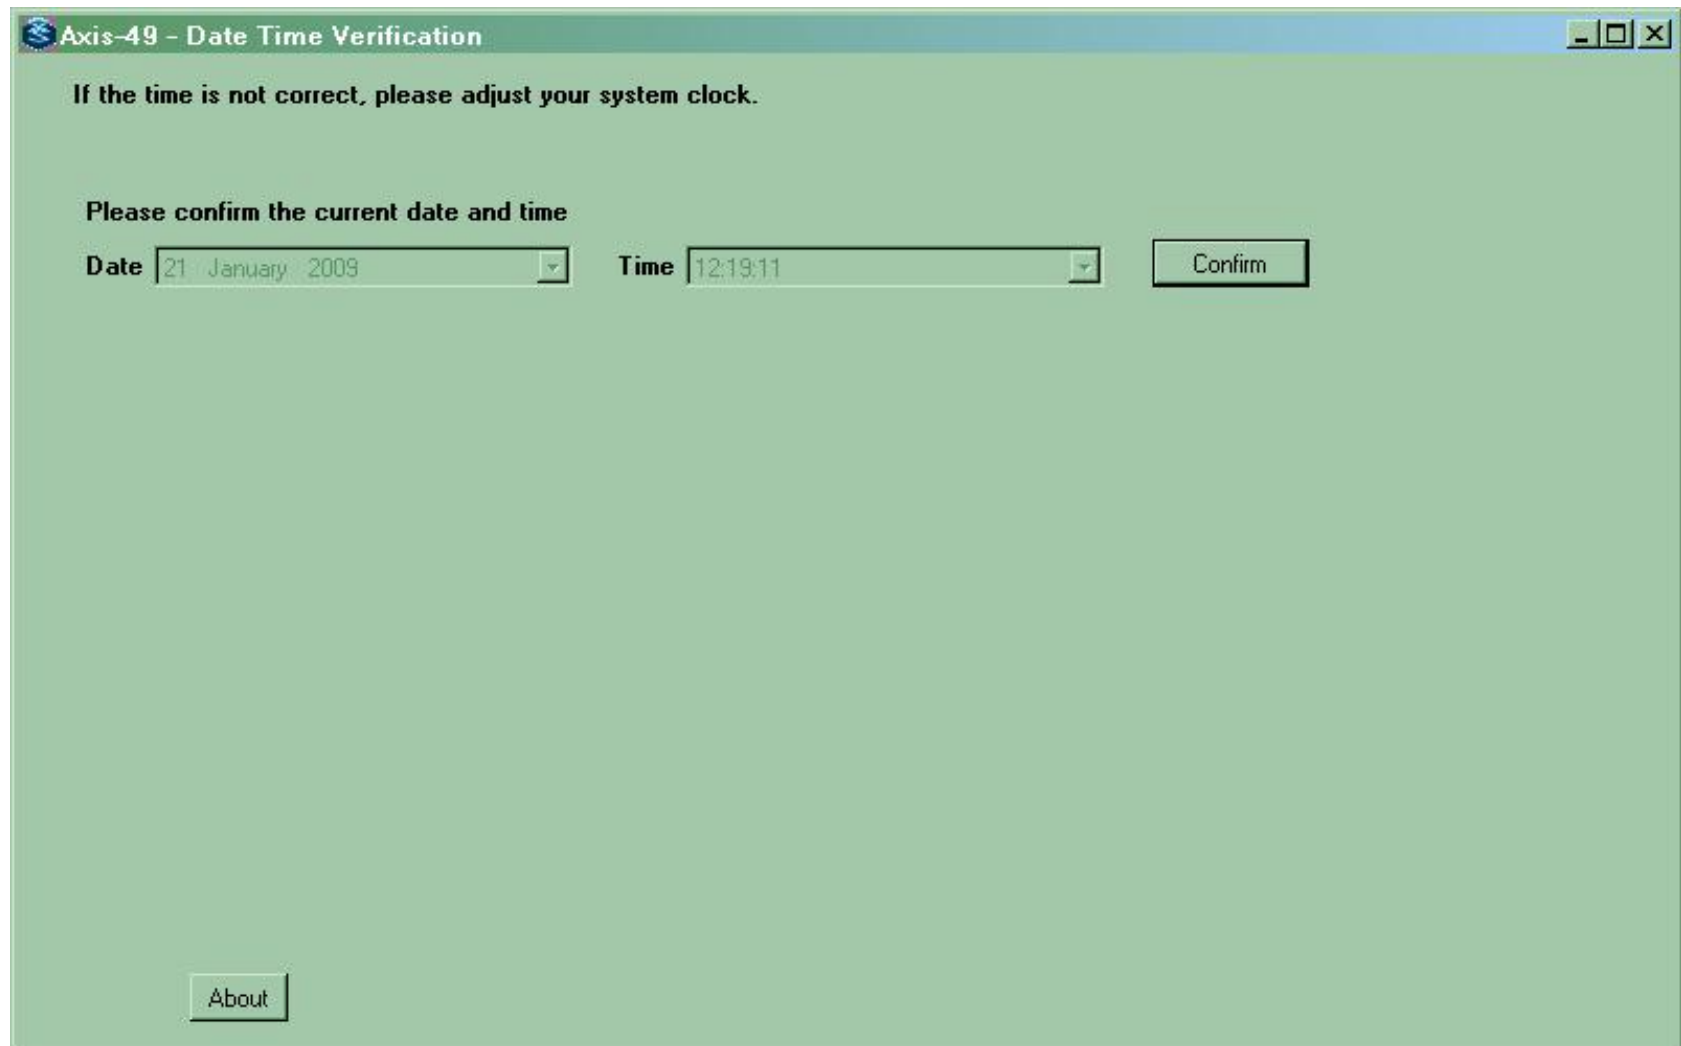 Axis-49 - Date Time Verification
If the time is not correct, please adjust your system clock.
Please confirm the current date and time
Date 21 January 2009 Time 12:19:11 Confirm
About